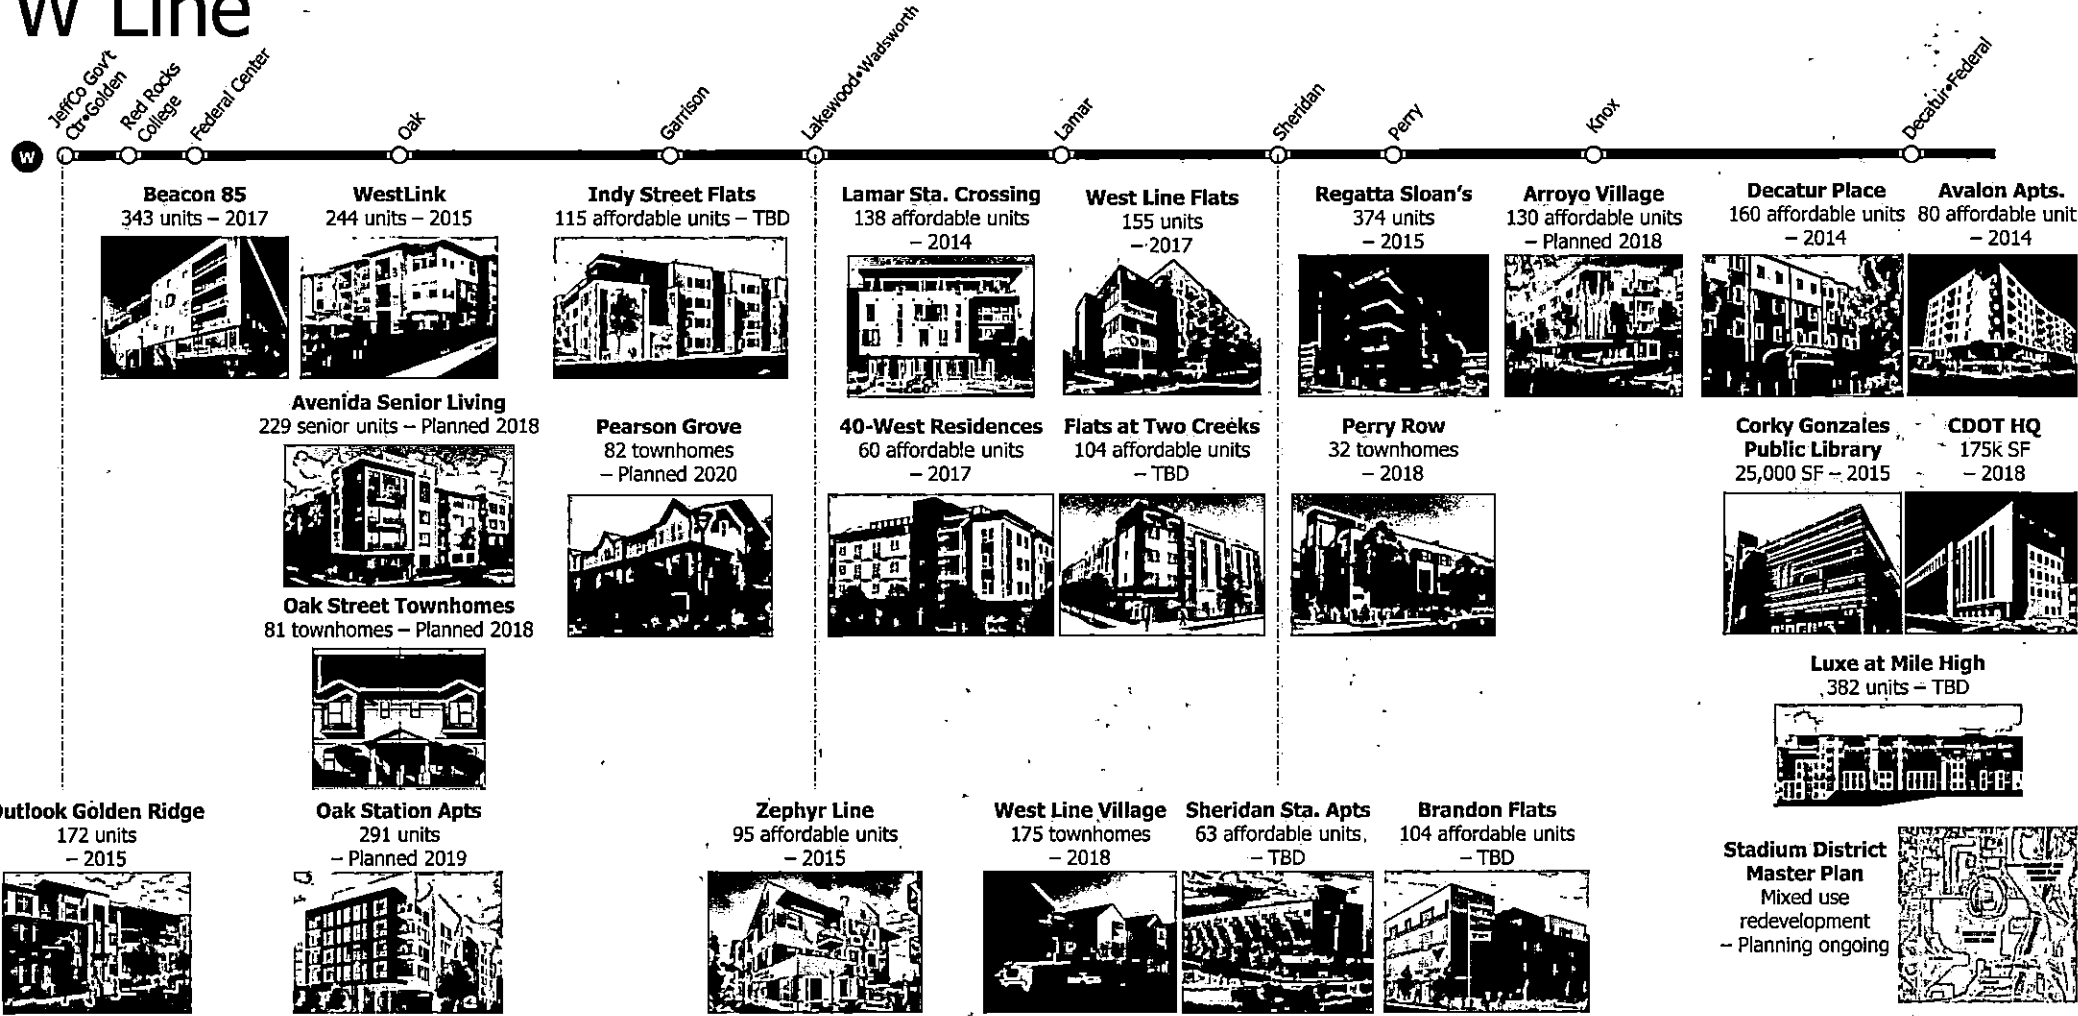 W Line
JeffCo Gov't
Ctr•Golden
Red Rocks
College
Federal Center
Oak
Garrison
Lakewood•Wadsworth
Lamar
Sheridan
Perry
Knox
Decatur•Federal
W
Beacon 85
343 units – 2017
WestLink
244 units – 2015
Indy Street Flats
115 affordable units – TBD
Lamar Sta. Crossing
138 affordable units
– 2014
West Line Flats
155 units
– 2017
Regatta Sloan's
374 units
– 2015
Arroyo Village
130 affordable units
– Planned 2018
Decatur Place
160 affordable units
– 2014
Avalon Apts.
80 affordable unit
– 2014
Avenida Senior Living
229 senior units – Planned 2018
Pearson Grove
82 townhomes
– Planned 2020
40-West Residences
60 affordable units
– 2017
Flats at Two Creeks
104 affordable units
– TBD
Perry Row
32 townhomes
– 2018
Corky Gonzales
Public Library
25,000 SF – 2015
CDOT HQ
175k SF
– 2018
Oak Street Townhomes
81 townhomes – Planned 2018
Luxe at Mile High
382 units – TBD
Outlook Golden Ridge
172 units
– 2015
Oak Station Apts
291 units
– Planned 2019
Zephyr Line
95 affordable units
– 2015
West Line Village
175 townhomes
– 2018
Sheridan Sta. Apts
63 affordable units
– TBD
Brandon Flats
104 affordable units
– TBD
Stadium District
Master Plan
Mixed use
redevelopment
– Planning ongoing